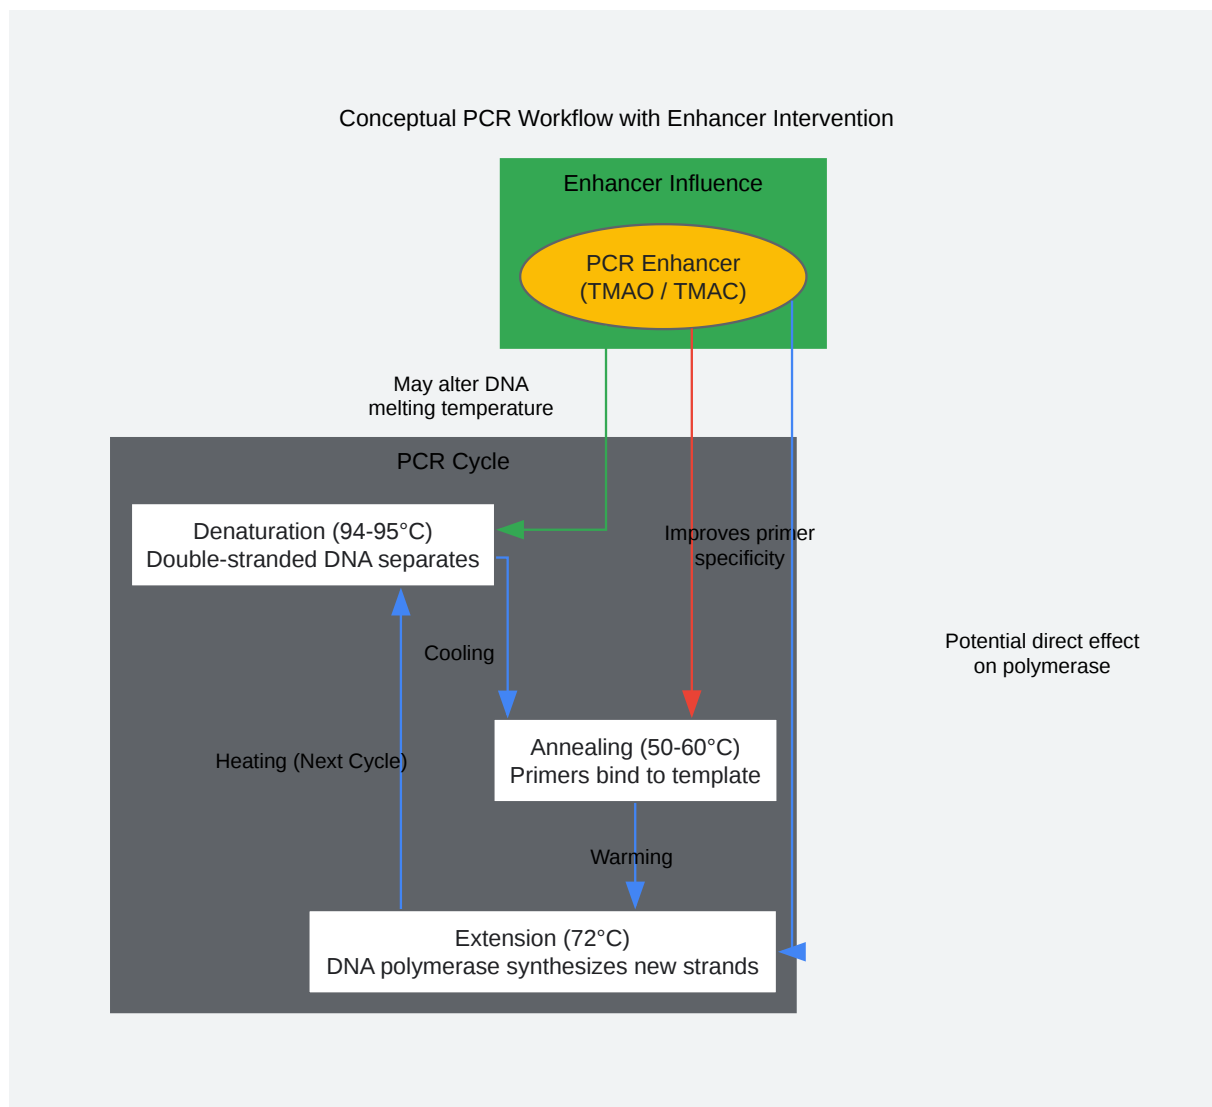 Conceptual PCR Workflow with Enhancer Intervention
Enhancer Influence
PCR Enhancer
(TMAO / TMAC)
May alter DNA
melting temperature
PCR Cycle
Denaturation (94-95°C)
Double-stranded DNA separates
Improves primer
specificity
Cooling
Potential direct effect
on polymerase
Annealing (50-60°C)
Primers bind to template
Heating (Next Cycle)
Warming
Extension (72°C)
DNA polymerase synthesizes new strands